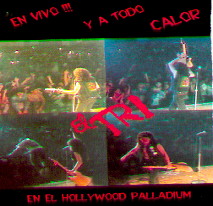 EN VIVO !!! Y A TODO CALOR
EL TRI
EN EL HOLLYWOOD PALLADIUM